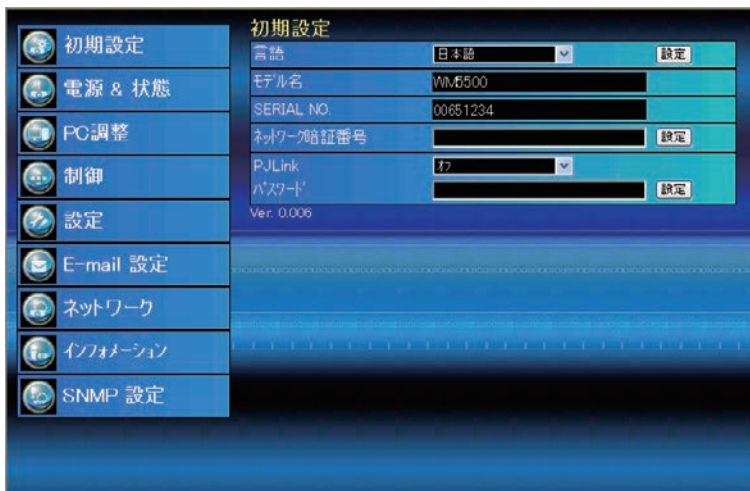 初期設定
電源 & 状態
PC調整
制御
設定
E-mail 設定
ネットワーク
インフォメーション
SNMP 設定
初期設定
言語 日本語 設定
モデル名 WM5500
SERIAL NO. 00651234
ネットワーク暗証番号 設定
PJLink オフ
パスワード 設定
Ver. 0.006